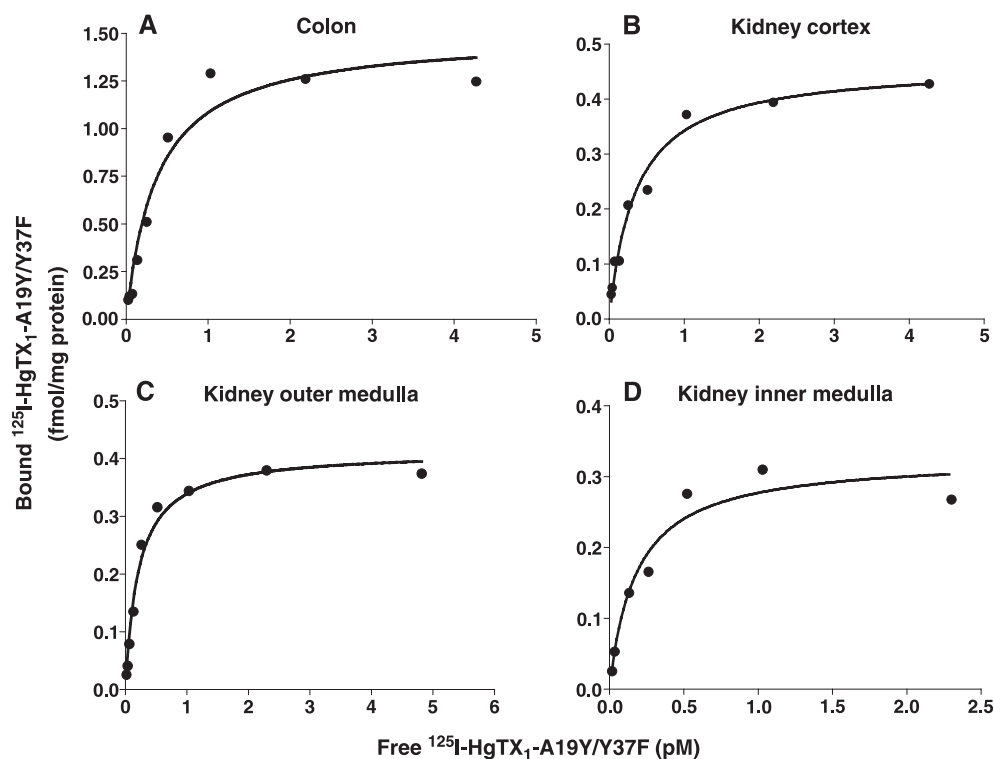 A Colon
1.50
1.25
1.00
0.75
0.50
0.25
0.00
0 1 2 3 4 5
B Kidney cortex
0.5
0.4
0.3
0.2
0.1
0.0
0 1 2 3 4 5
C Kidney outer medulla
0.5
0.4
0.3
0.2
0.1
0.0
0 1 2 3 4 5 6
D Kidney inner medulla
0.4
0.3
0.2
0.1
0.0
0.0 0.5 1.0 1.5 2.0 2.5
Bound ¹²⁵I-HgTX₁-A19Y/Y37F
(fmol/mg protein)
Free ¹²⁵I-HgTX₁-A19Y/Y37F (pM)